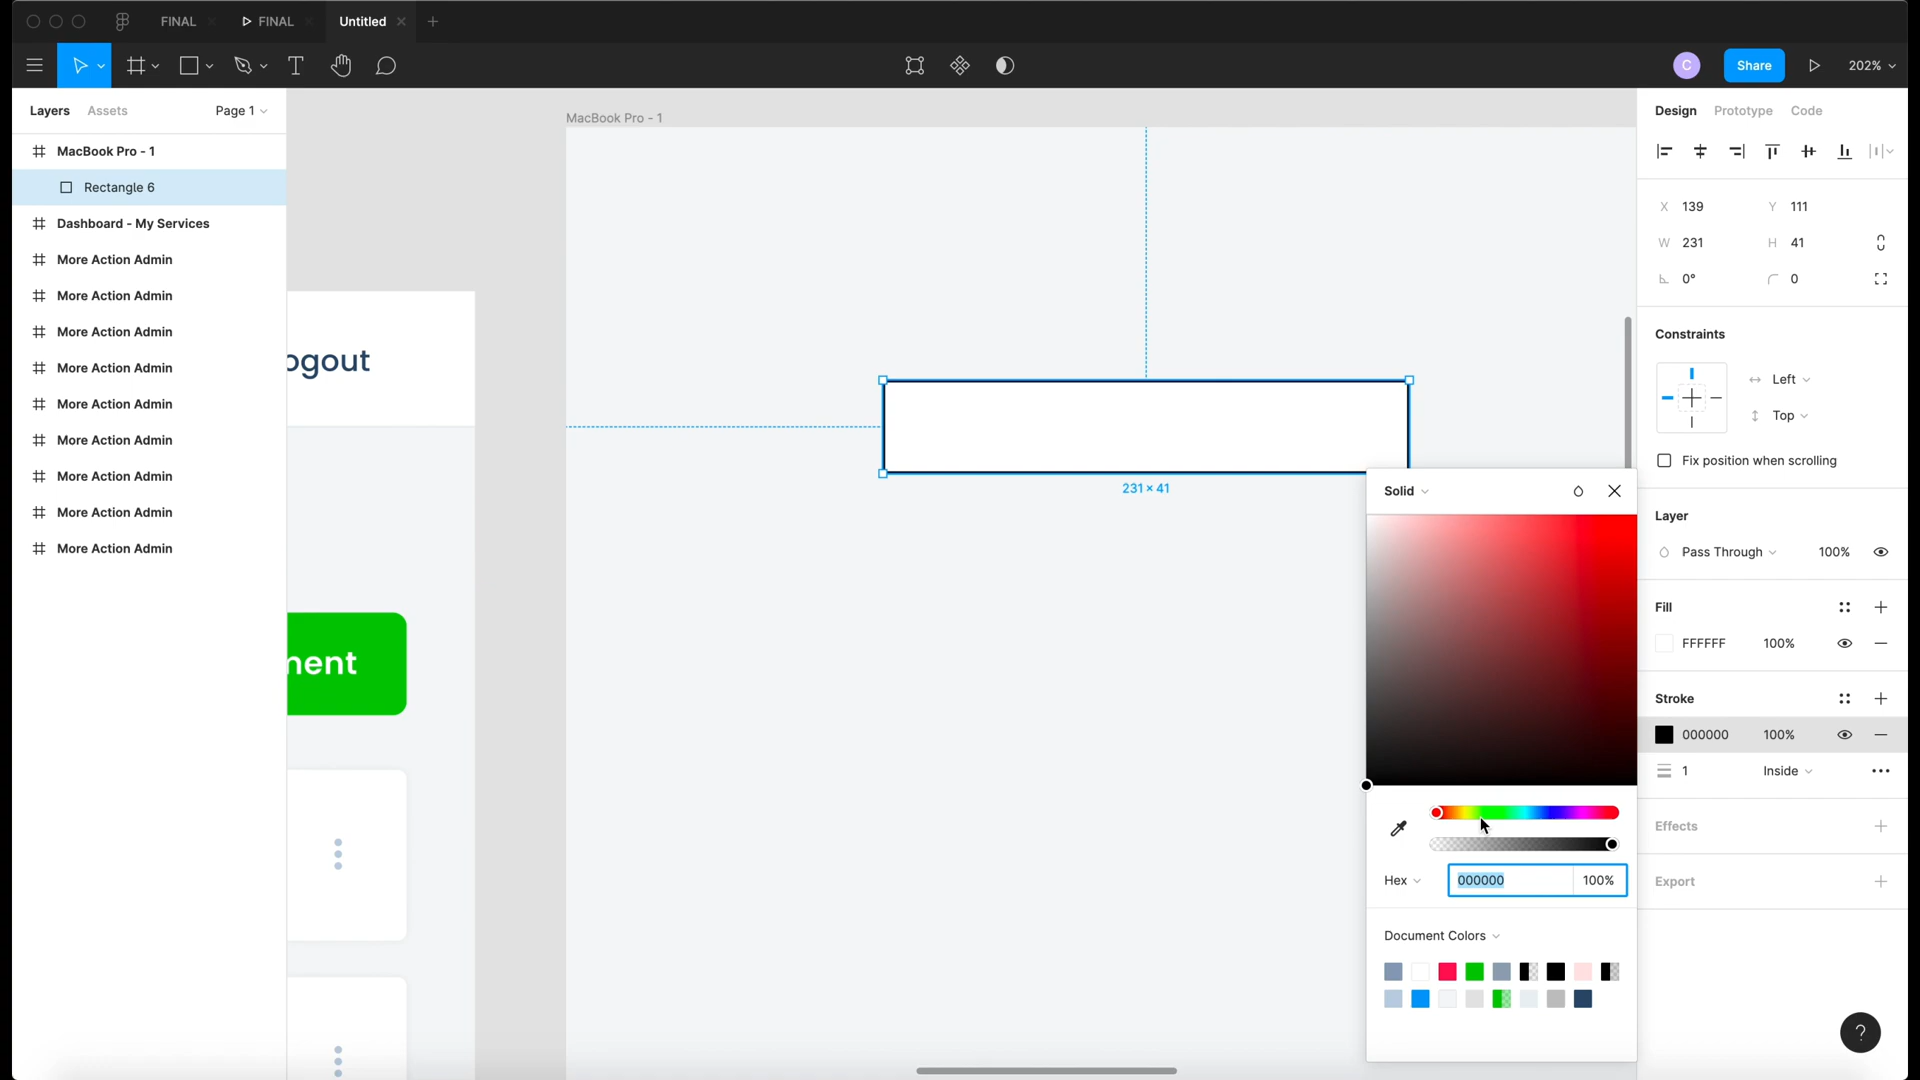 FINAL
FINAL
Untitled
C
Share
202%
Layers Assets Page 1
MacBook Pro - 1
Rectangle 6
Dashboard - My Services
More Action Admin
More Action Admin
More Action Admin
More Action Admin
More Action Admin
More Action Admin
More Action Admin
More Action Admin
More Action Admin
MacBook Pro - 1
ogout
ment
231 × 41
Design Prototype Code
X 139 Y 111
W 231 H 41
0° 0
Constraints
Left
Top
Fix position when scrolling
Layer
Pass Through 100%
Fill
FFFFFF 100%
Stroke
000000 100%
1 Inside
Effects
Export
Solid
Hex 000000 100%
Document Colors
?